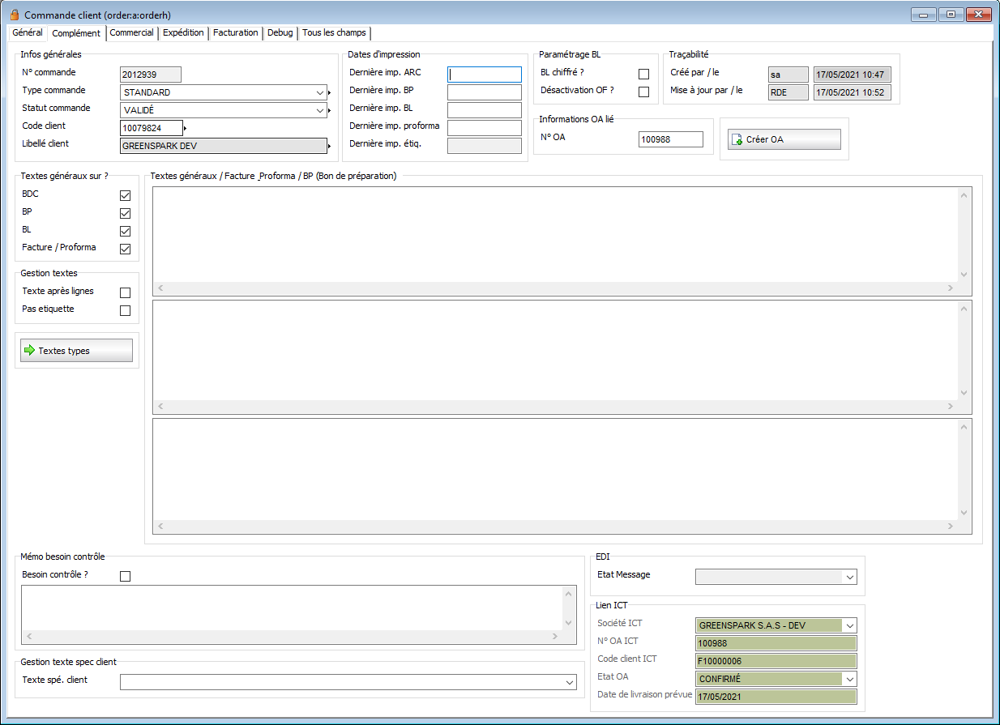 Commande client (order:a:orderh)
Général Complément Commercial Expédition Facturation Debug Tous les champs
Infos générales
N° commande 2012939
Type commande STANDARD
Statut commande VALIDÉ
Code client 10079824
Libellé client GREENSPARK DEV
Dates d'impression
Dernière imp. ARC
Dernière imp. BP
Dernière imp. BL
Dernière imp. proforma
Dernière imp. étiq.
Paramétrage BL
BL chiffré ?
Désactivation OF ?
Traçabilité
Créé par / le sa 17/05/2021 10:47
Mise à jour par / le RDE 17/05/2021 10:52
Informations OA lié
N° OA 100988
Créer OA
Textes généraux sur ?
BDC
BP
BL
Facture / Proforma
Textes généraux / Facture _Proforma / BP (Bon de préparation)
Gestion textes
Texte après lignes
Pas etiquette
Textes types
Mémo besoin contrôle
Besoin contrôle ?
Gestion texte spec client
Texte spé. client
EDI
Etat Message
Lien ICT
Société ICT GREENSPARK S.A.S - DEV
N° OA ICT 100988
Code client ICT F10000006
Etat OA CONFIRMÉ
Date de livraison prévue 17/05/2021